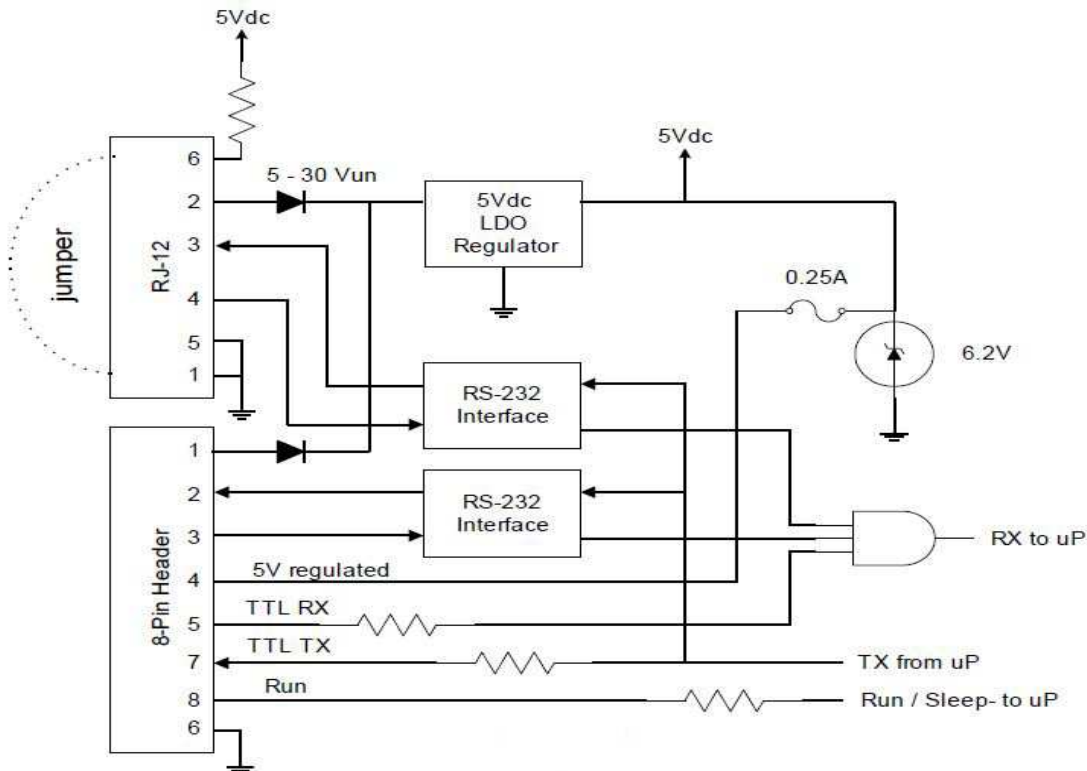 5Vdc
6
5 - 30 Vun
2
3
4
5
1
RJ-12
jumper
5Vdc
LDO
Regulator
5Vdc
0.25A
6.2V
RS-232
Interface
RS-232
Interface
1
2
3
4
5
7
8
6
8-Pin Header
5V regulated
TTL RX
TTL TX
Run
RX to uP
TX from uP
Run / Sleep- to uP